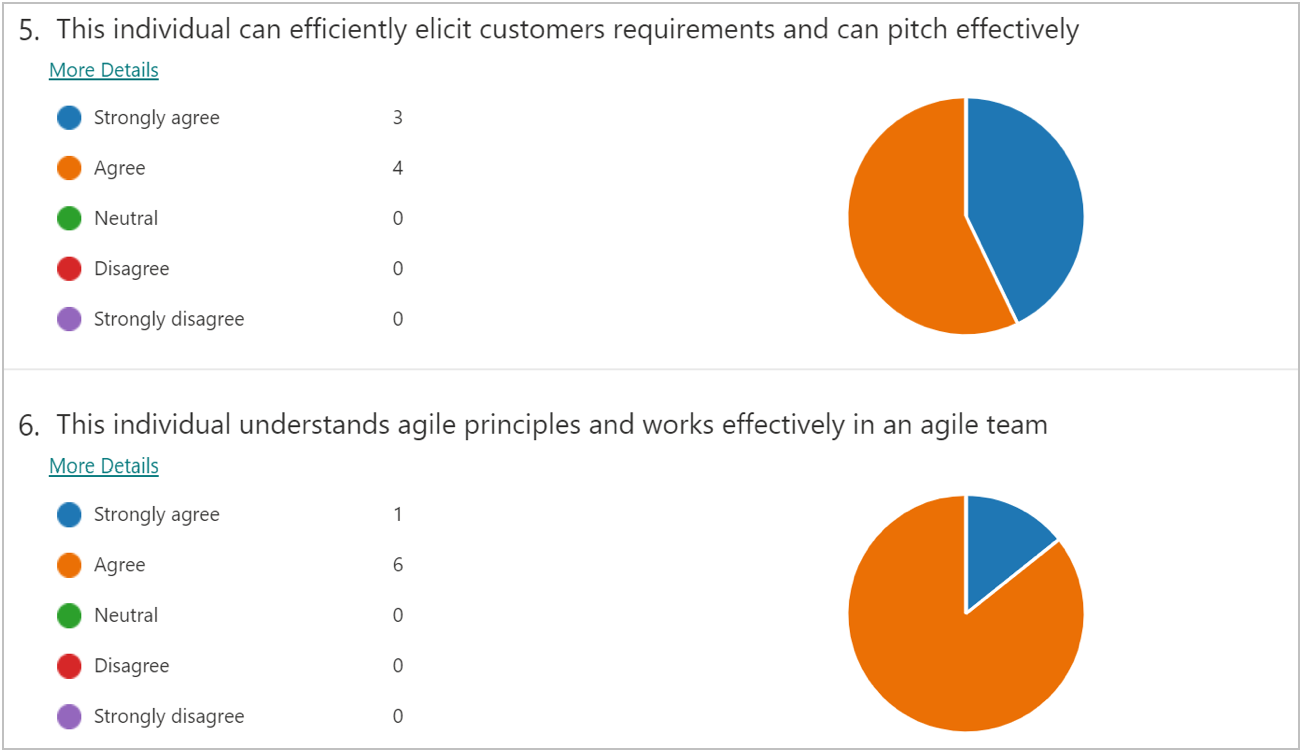 5. This individual can efficiently elicit customers requirements and can pitch effectively
More Details
Strongly agree 3
Agree 4
Neutral 0
Disagree 0
Strongly disagree 0
6. This individual understands agile principles and works effectively in an agile team
More Details
Strongly agree 1
Agree 6
Neutral 0
Disagree 0
Strongly disagree 0